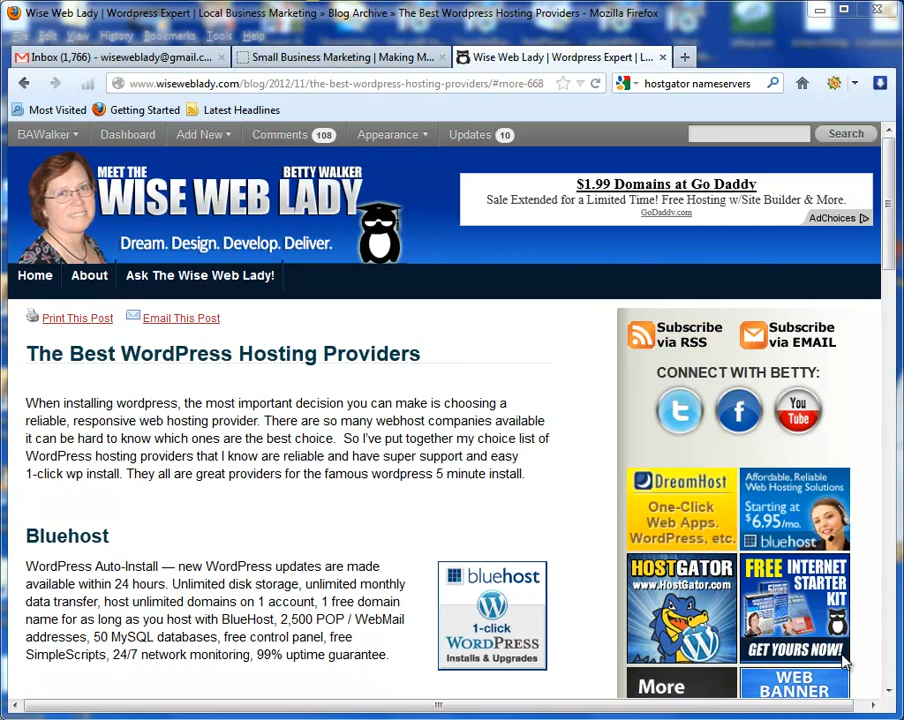 Wise Web Lady | Wordpress Expert | Local Business Marketing » Blog Archive » The Best Wordpress Hosting Providers - Mozilla Firefox
File Edit View History Bookmarks Tools Help
Inbox (1,766) - wiseweblady@gmail.c...
Small Business Marketing | Making M...
Wise Web Lady | Wordpress Expert | L...
www.wiseweblady.com/blog/2012/11/the-best-wordpress-hosting-providers/#more-668
hostgator nameservers
Most Visited Getting Started Latest Headlines
BAWalker Dashboard Add New Comments 108 Appearance Updates 10 Search
MEET THE BETTY WALKER
WISE WEB LADY
Dream. Design. Develop. Deliver.
$1.99 Domains at Go Daddy
Sale Extended for a Limited Time! Free Hosting w/Site Builder & More.
GoDaddy.com
AdChoices
Home About Ask The Wise Web Lady!
Print This Post Email This Post
The Best WordPress Hosting Providers
When installing wordpress, the most important decision you can make is choosing a
reliable, responsive web hosting provider. There are so many webhost companies available
it can be hard to know which ones are the best choice. So I've put together my choice list of
WordPress hosting providers that I know are reliable and have super support and easy
1-click wp install. They all are great providers for the famous wordpress 5 minute install.
Bluehost
WordPress Auto-Install — new WordPress updates are made
available within 24 hours. Unlimited disk storage, unlimited monthly
data transfer, host unlimited domains on 1 account, 1 free domain
name for as long as you host with BlueHost, 2,500 POP / WebMail
addresses, 50 MySQL databases, free control panel, free
SimpleScripts, 24/7 network monitoring, 99% uptime guarantee.
bluehost
1-click
WORDPRESS
Installs & Upgrades
Subscribe
via RSS
Subscribe
via EMAIL
CONNECT WITH BETTY:
You
Tube
DreamHost
One-Click
Web Apps.
WordPress, etc.
Affordable, Reliable
Web Hosting Solutions
Starting at
$6.95/mo.
bluehost
HOSTGATOR
www.HostGator.com
FREE INTERNET
STARTER
KIT
GET YOURS NOW!
More
WEB
BANNER